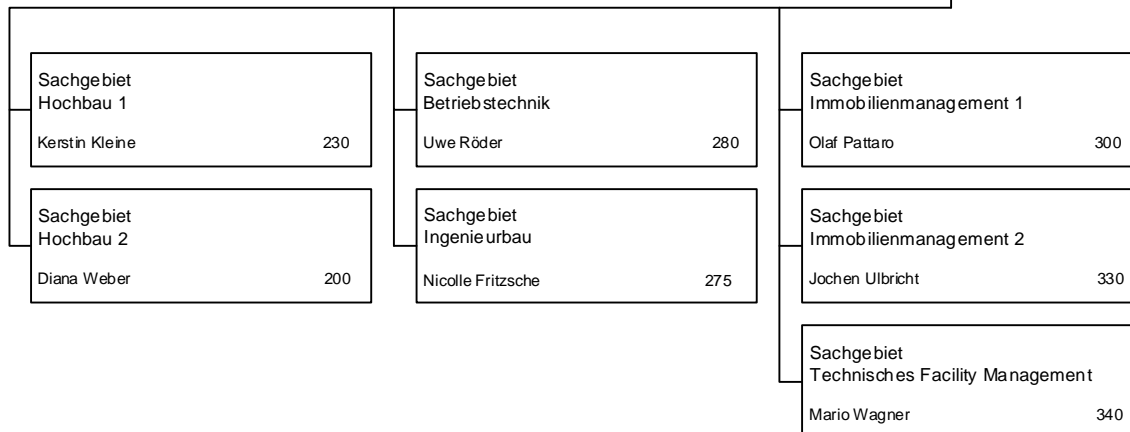 Sachgebiet
Hochbau 1
Kerstin Kleine 230
Sachgebiet
Hochbau 2
Diana Weber 200
Sachgebiet
Betriebstechnik
Uwe Röder 280
Sachgebiet
Ingenieurbau
Nicolle Fritzsche 275
Sachgebiet
Immobilienmanagement 1
Olaf Pattaro 300
Sachgebiet
Immobilienmanagement 2
Jochen Ulbricht 330
Sachgebiet
Technisches Facility Management
Mario Wagner 340